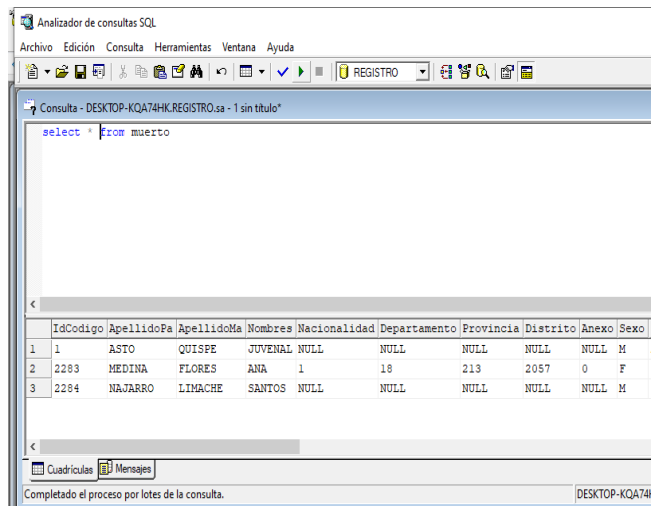 Analizador de consultas SQL
Archivo Edición Consulta Herramientas Ventana Ayuda
REGISTRO
Consulta - DESKTOP-KQA74HK.REGISTRO.sa - 1 sin título*
select * from muerto
IdCodigo ApellidoPa ApellidoMa Nombres Nacionalidad Departamento Provincia Distrito Anexo Sexo
1 1 ASTO QUISPE JUVENAL NULL NULL NULL NULL NULL M
2 2283 MEDINA FLORES ANA 1 18 213 2057 0 F
3 2284 NAJARRO LIMACHE SANTOS NULL NULL NULL NULL NULL M
Cuadrículas Mensajes
Completado el proceso por lotes de la consulta. DESKTOP-KQA74H